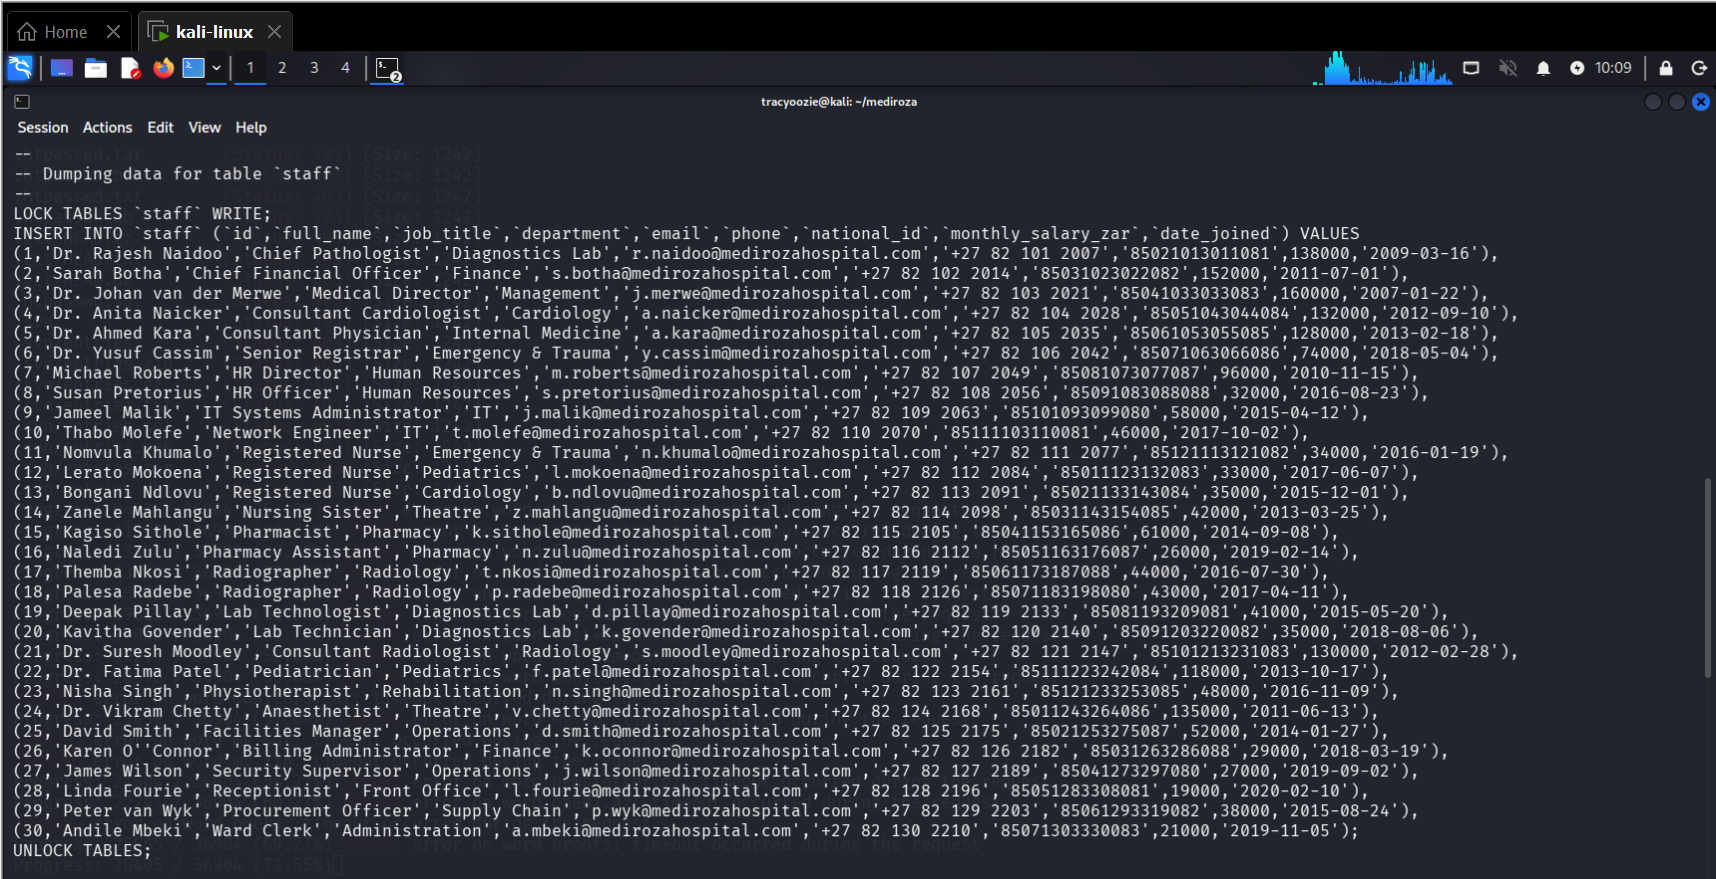 Home
kali-linux
1 2 3 4
2
10:09
tracyoozie@kali: ~/mediroza
Session Actions Edit View Help
--
-- Dumping data for table `staff`
--
LOCK TABLES `staff` WRITE;
INSERT INTO `staff` (`id`,`full_name`,`job_title`,`department`,`email`,`phone`,`national_id`,`monthly_salary_zar`,`date_joined`) VALUES
(1,'Dr. Rajesh Naidoo','Chief Pathologist','Diagnostics Lab','r.naidoo@medirozahospital.com','+27 82 101 2007','85021013011081',138000,'2009-03-16'),
(2,'Sarah Botha','Chief Financial Officer','Finance','s.botha@medirozahospital.com','+27 82 102 2014','85031023022082',152000,'2011-07-01'),
(3,'Dr. Johan van der Merwe','Medical Director','Management','j.merwe@medirozahospital.com','+27 82 103 2021','85041033033083',160000,'2007-01-22'),
(4,'Dr. Anita Naicker','Consultant Cardiologist','Cardiology','a.naicker@medirozahospital.com','+27 82 104 2028','85051043044084',132000,'2012-09-10'),
(5,'Dr. Ahmed Kara','Consultant Physician','Internal Medicine','a.kara@medirozahospital.com','+27 82 105 2035','85061053055085',128000,'2013-02-18'),
(6,'Dr. Yusuf Cassim','Senior Registrar','Emergency & Trauma','y.cassim@medirozahospital.com','+27 82 106 2042','85071063066086',74000,'2018-05-04'),
(7,'Michael Roberts','HR Director','Human Resources','m.roberts@medirozahospital.com','+27 82 107 2049','85081073077087',96000,'2010-11-15'),
(8,'Susan Pretorius','HR Officer','Human Resources','s.pretorius@medirozahospital.com','+27 82 108 2056','85091083088088',32000,'2016-08-23'),
(9,'Jameel Malik','IT Systems Administrator','IT','j.malik@medirozahospital.com','+27 82 109 2063','85101093099080',58000,'2015-04-12'),
(10,'Thabo Molefe','Network Engineer','IT','t.molefe@medirozahospital.com','+27 82 110 2070','85111103110081',46000,'2017-10-02'),
(11,'Nomvula Khumalo','Registered Nurse','Emergency & Trauma','n.khumalo@medirozahospital.com','+27 82 111 2077','85121113121082',34000,'2016-01-19'),
(12,'Lerato Mokoena','Registered Nurse','Pediatrics','l.mokoena@medirozahospital.com','+27 82 112 2084','85011123132083',33000,'2017-06-07'),
(13,'Bongani Ndlovu','Registered Nurse','Cardiology','b.ndlovu@medirozahospital.com','+27 82 113 2091','85021133143084',35000,'2015-12-01'),
(14,'Zanele Mahlangu','Nursing Sister','Theatre','z.mahlangu@medirozahospital.com','+27 82 114 2098','85031143154085',42000,'2013-03-25'),
(15,'Kagiso Sithole','Pharmacist','Pharmacy','k.sithole@medirozahospital.com','+27 82 115 2105','85041153165086',61000,'2014-09-08'),
(16,'Naledi Zulu','Pharmacy Assistant','Pharmacy','n.zulu@medirozahospital.com','+27 82 116 2112','85051163176087',26000,'2019-02-14'),
(17,'Themba Nkosi','Radiographer','Radiology','t.nkosi@medirozahospital.com','+27 82 117 2119','85061173187088',44000,'2016-07-30'),
(18,'Palesa Radebe','Radiographer','Radiology','p.radebe@medirozahospital.com','+27 82 118 2126','85071183198080',43000,'2017-04-11'),
(19,'Deepak Pillay','Lab Technologist','Diagnostics Lab','d.pillay@medirozahospital.com','+27 82 119 2133','85081193209081',41000,'2015-05-20'),
(20,'Kavitha Govender','Lab Technician','Diagnostics Lab','k.govender@medirozahospital.com','+27 82 120 2140','85091203220082',35000,'2018-08-06'),
(21,'Dr. Suresh Moodley','Consultant Radiologist','Radiology','s.moodley@medirozahospital.com','+27 82 121 2147','85101213231083',130000,'2012-02-28'),
(22,'Dr. Fatima Patel','Pediatrician','Pediatrics','f.patel@medirozahospital.com','+27 82 122 2154','85111223242084',118000,'2013-10-17'),
(23,'Nisha Singh','Physiotherapist','Rehabilitation','n.singh@medirozahospital.com','+27 82 123 2161','85121233253085',48000,'2016-11-09'),
(24,'Dr. Vikram Chetty','Anaesthetist','Theatre','v.chetty@medirozahospital.com','+27 82 124 2168','85011243264086',135000,'2011-06-13'),
(25,'David Smith','Facilities Manager','Operations','d.smith@medirozahospital.com','+27 82 125 2175','85021253275087',52000,'2014-01-27'),
(26,'Karen O''Connor','Billing Administrator','Finance','k.oconnor@medirozahospital.com','+27 82 126 2182','85031263286088',29000,'2018-03-19'),
(27,'James Wilson','Security Supervisor','Operations','j.wilson@medirozahospital.com','+27 82 127 2189','85041273297080',27000,'2019-09-02'),
(28,'Linda Fourie','Receptionist','Front Office','l.fourie@medirozahospital.com','+27 82 128 2196','85051283308081',19000,'2020-02-10'),
(29,'Peter van Wyk','Procurement Officer','Supply Chain','p.wyk@medirozahospital.com','+27 82 129 2203','85061293319082',38000,'2015-08-24'),
(30,'Andile Mbeki','Ward Clerk','Administration','a.mbeki@medirozahospital.com','+27 82 130 2210','85071303330083',21000,'2019-11-05');
UNLOCK TABLES;